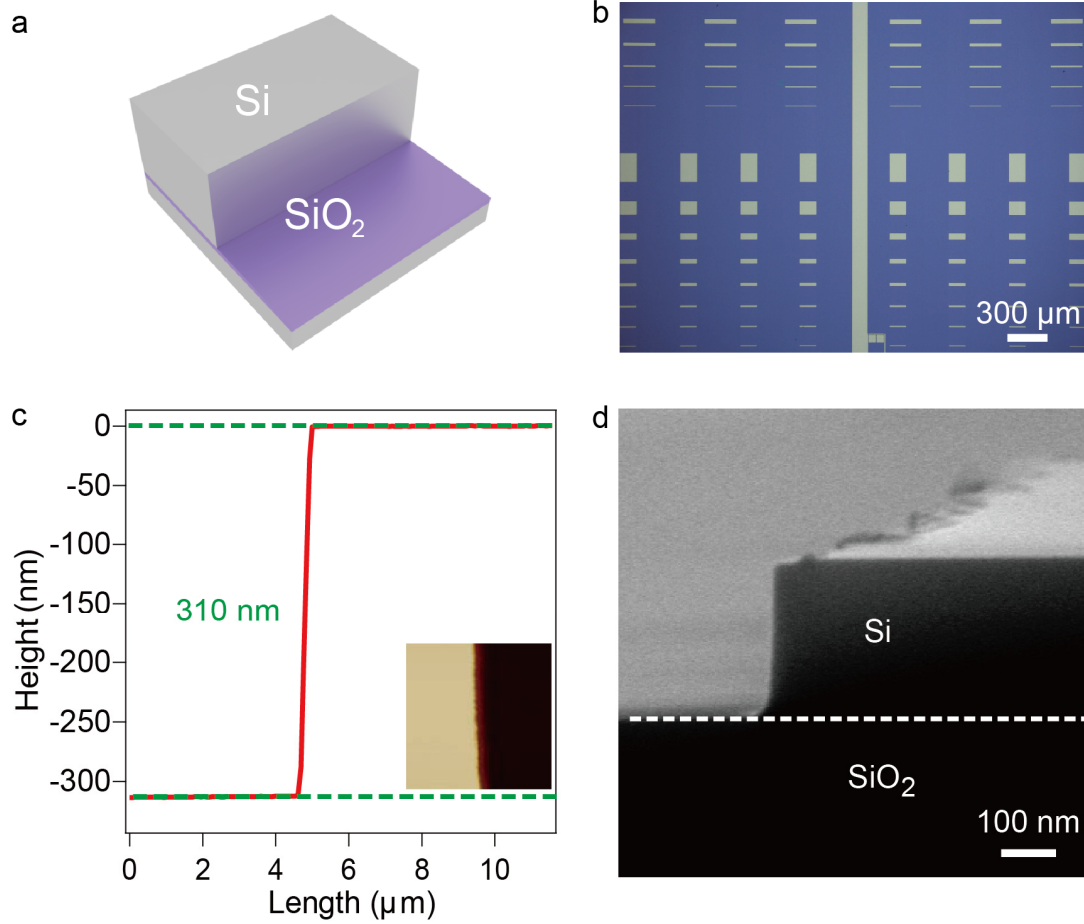 a
Si
SiO2
b
300 μm
c
0
-50
-100
-150
-200
-250
-300
Height (nm)
310 nm
0 2 4 6 8 10
Length (μm)
d
Si
SiO2
100 nm